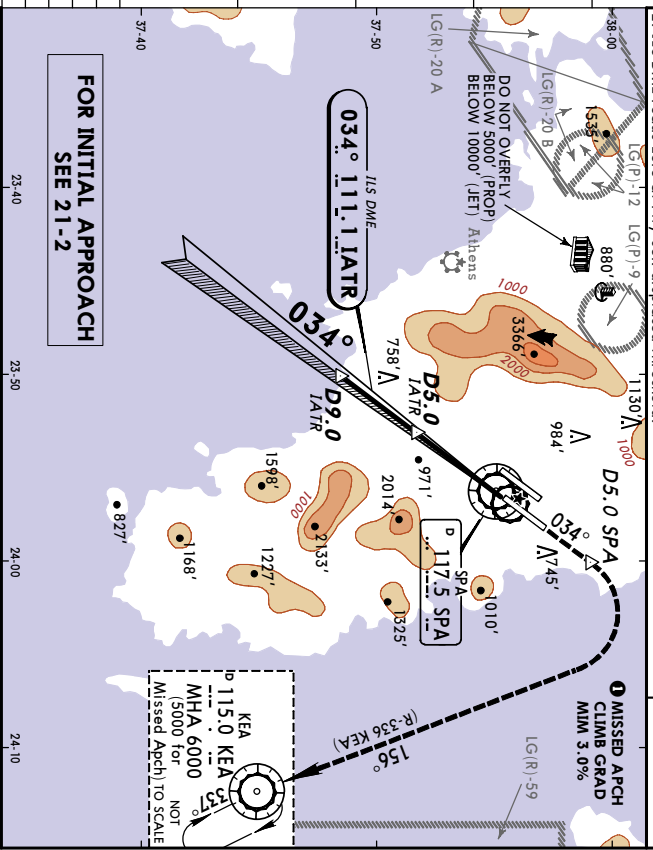 37-40
37-50
38-00
LG(R)-20 A
LG(R)-20 B
1535'
LG(P)-12
LG(P)-9
DO NOT OVERFLY
BELOW 5000' (PROP)
BELOW 10000' (JET)
Athens
880'
FOR INITIAL APPROACH
SEE 21-2
23-40
23-50
24-00
24-10
ILS DME
034° 111.1 IATR
034°
1000
3366'
2000
758'
1130'
1000
984'
D5.0
IATR
D9.0
IATR
971'
D5.0 SPA
034°
745'
SPA
D 117.5 SPA
1010'
1598'
1000
2133'
2014'
1325'
827'
1168'
1227'
1 MISSED APCH
CLIMB GRAD
MIM 3.0%
(R-336 KEA)
156°
LG(R)-59
KEA
D 115.0 KEA
MHA 6000
(5000 for
Missed Apch)
NOT
TO SCALE
337°